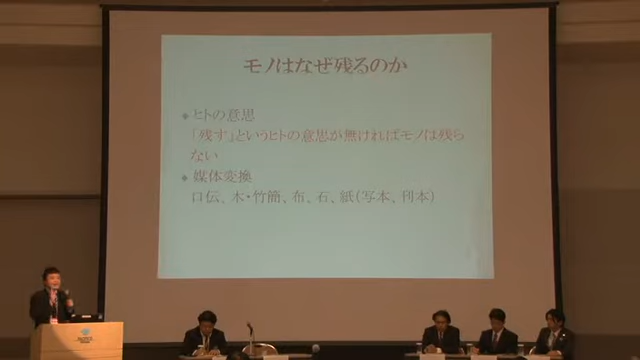 モノはなぜ残るのか
◆ ヒトの意思
「残す」というヒトの意思が無ければモノは残ら
ない
◆ 媒体変換
口伝、木・竹簡、布、石、紙(写本、刊本)